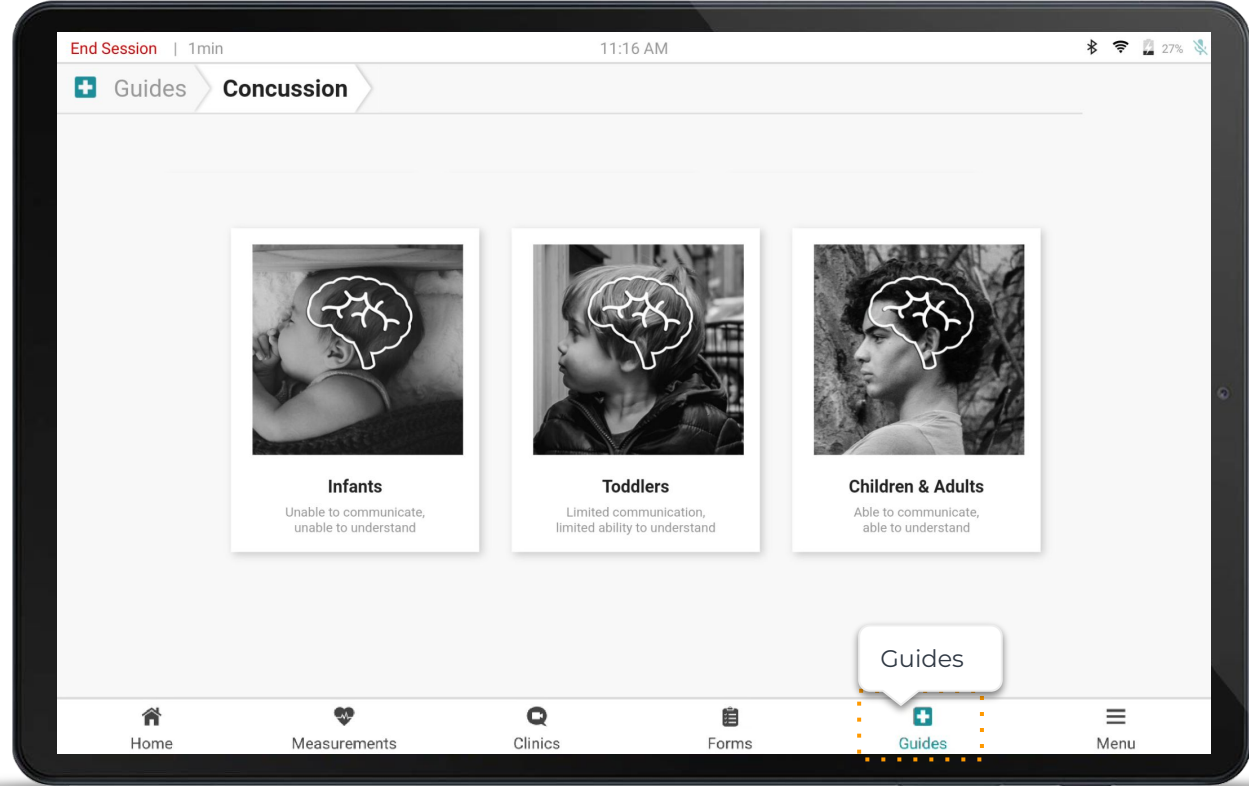 End Session | 1min 11:16 AM 27%
Guides Concussion
Infants
Unable to communicate,
unable to understand
Toddlers
Limited communication,
limited ability to understand
Children & Adults
Able to communicate,
able to understand
Guides
Home Measurements Clinics Forms Guides Menu